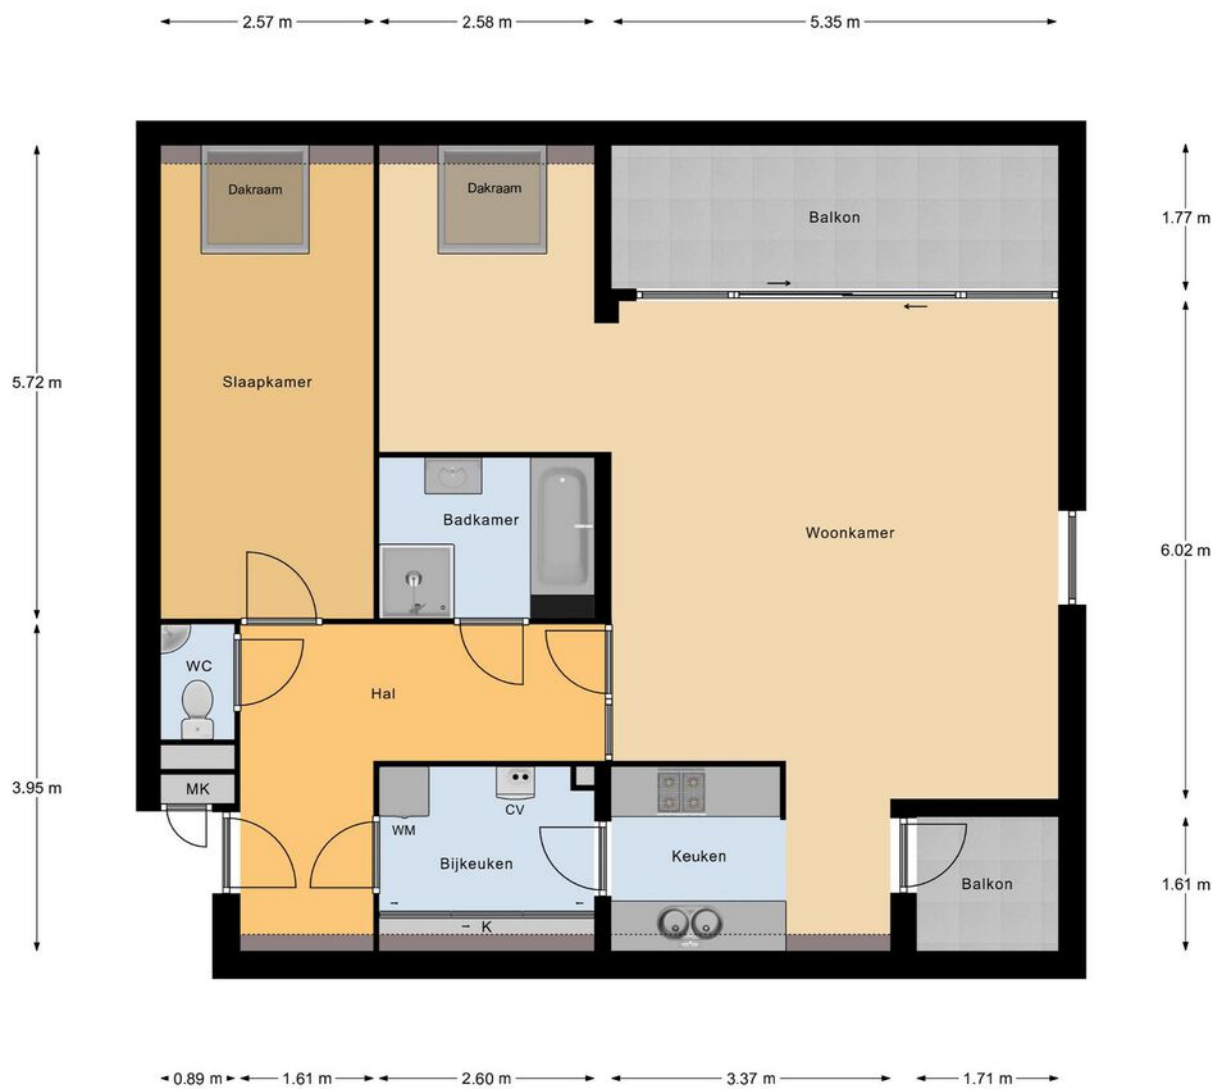 2.57 m
2.58 m
5.35 m
Dakraam
Dakraam
Balkon
1.77 m
5.72 m
Slaapkamer
Badkamer
Woonkamer
6.02 m
WC
Hal
3.95 m
MK
WM
CV
Bijkeuken
Keuken
Balkon
1.61 m
K
0.89 m
1.61 m
2.60 m
3.37 m
1.71 m